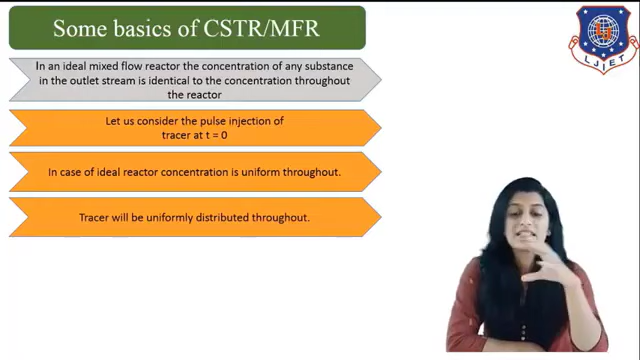 Some basics of CSTR/MFR
In an ideal mixed flow reactor the concentration of any substance
in the outlet stream is identical to the concentration throughout
the reactor
Let us consider the pulse injection of
tracer at t = 0
In case of ideal reactor concentration is uniform throughout.
Tracer will be uniformly distributed throughout.
LJIET